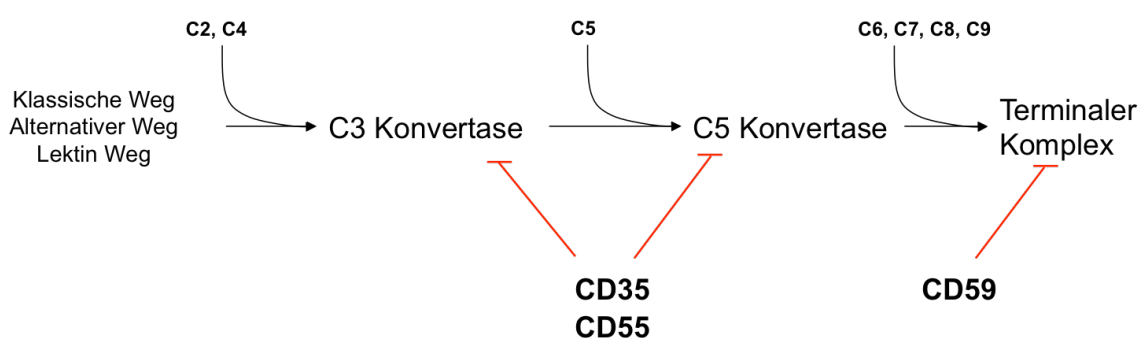 C2, C4
C5
C6, C7, C8, C9
Klassische Weg
Alternativer Weg
Lektin Weg
C3 Konvertase
C5 Konvertase
Terminaler
Komplex
CD35
CD55
CD59